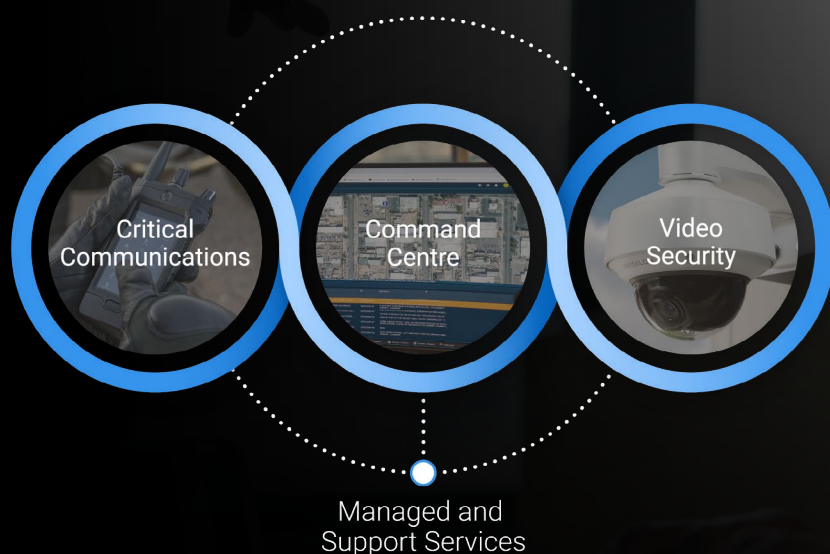 Critical
Communications
Command
Centre
Video
Security
Managed and
Support Services